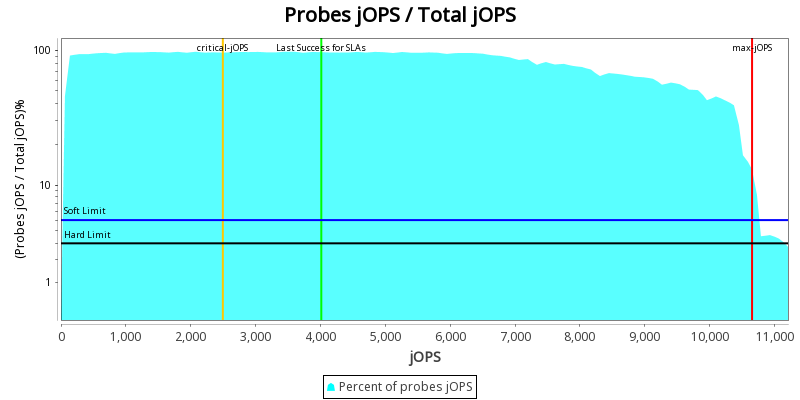 Probes jOPS / Total jOPS
(Probes jOPS / Total jOPS)%
100
10
1
critical-jOPS
Last Success for SLAs
max-jOPS
Soft Limit
Hard Limit
0 1,000 2,000 3,000 4,000 5,000 6,000 7,000 8,000 9,000 10,000 11,000
jOPS
Percent of probes jOPS